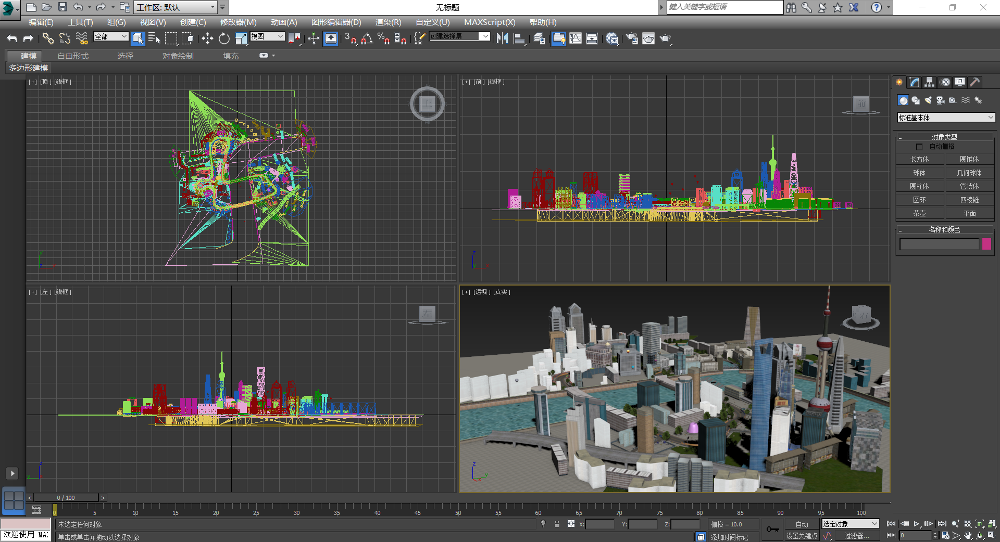 工作区: 默认
无标题
键入关键字或短语
编辑(E) 工具(T) 组(G) 视图(V) 创建(C) 修改器(M) 动画(A) 图形编辑器(D) 渲染(R) 自定义(U) MAXScript(X) 帮助(H)
全部 视图 3 % ABC 创建选择集
建模 自由形式 选择 对象绘制 填充
多边形建模
[+] [顶] [线框]
[+] [前] [线框]
前
标准基本体
对象类型
自动栅格
长方体 圆锥体
球体 几何球体
圆柱体 管状体
圆环 四棱锥
茶壶 平面
名称和颜色
y
z x
z
y x
[+] [左] [线框]
左
[+] [透视] [真实]
z
y
z
y
x
< 0 / 100 >
0 5 10 15 20 25 30 35 40 45 50 55 60 65 70 75 80 85 90 95 100
未选定任何对象 X: Y: Z: 栅格 = 10.0 自动 选定对象
欢迎使用 MAX
单击或单击并拖动以选择对象 添加时间标记 设置关键点 过滤器... 0